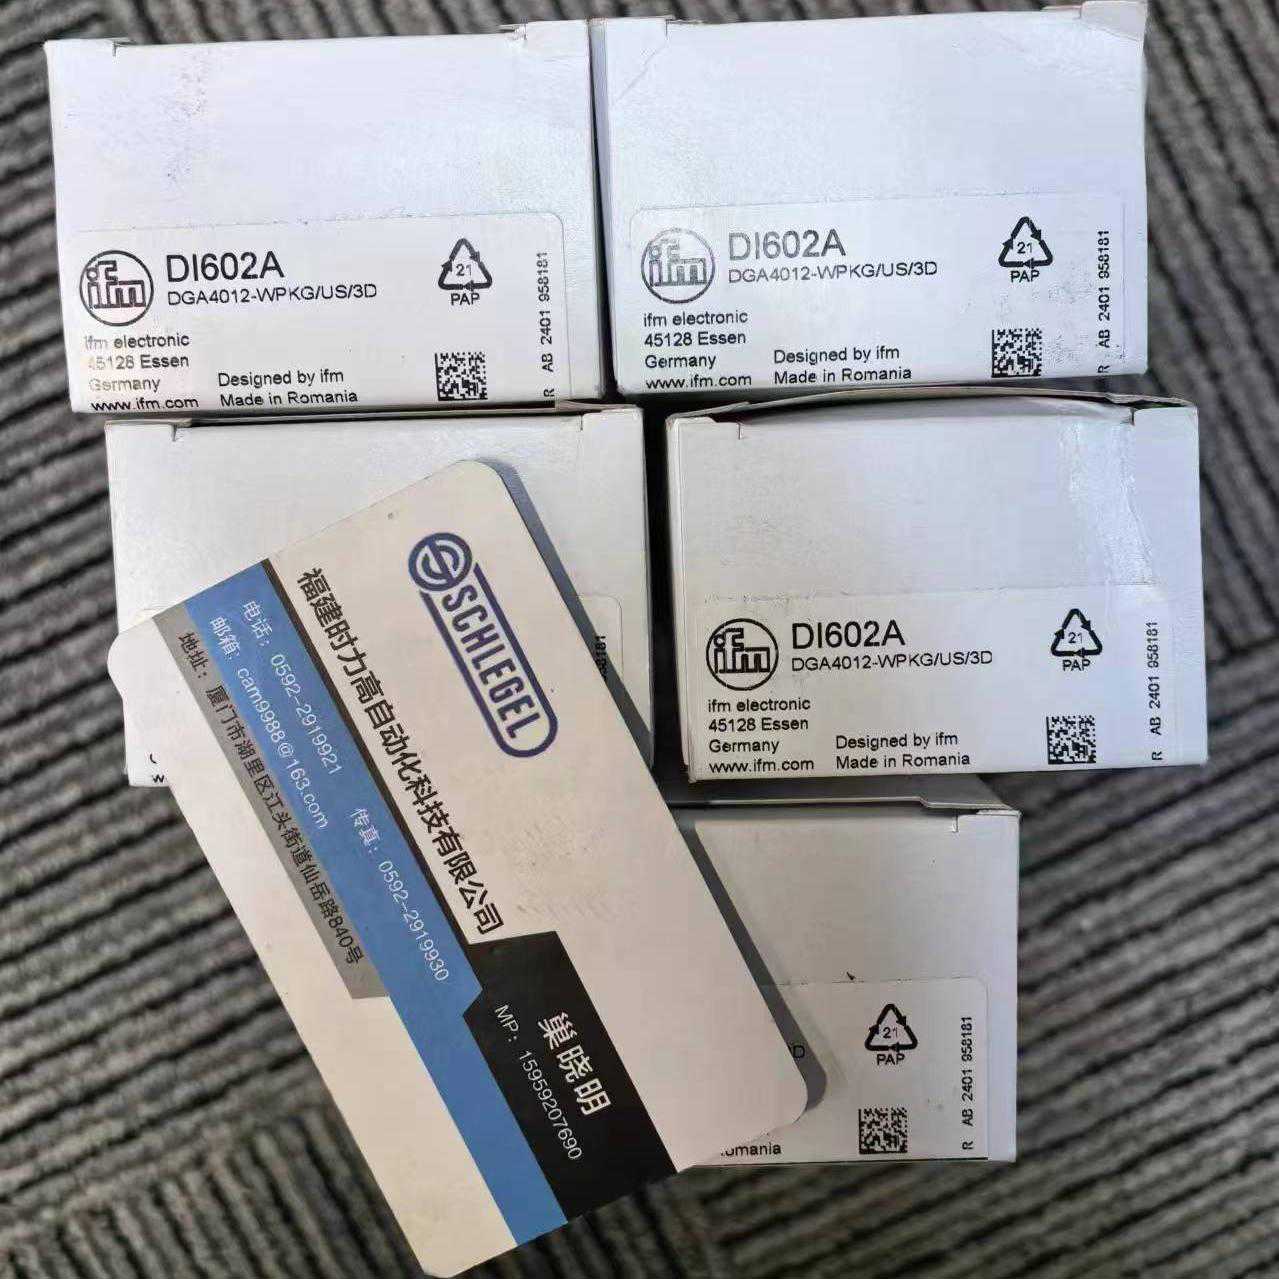 ifm
DI602A
DGA4012-WPKG/US/3D
21
PAP
ifm electronic
45128 Essen
Germany
www.ifm.com
Designed by ifm
Made in Romania
R AB 2401 958181
ifm
DI602A
DGA4012-WPKG/US/3D
21
PAP
ifm electronic
45128 Essen
Germany
www.ifm.com
Designed by ifm
Made in Romania
R AB 2401 958181
958181
ifm
DI602A
DGA4012-WPKG/US/3D
21
PAP
ifm electronic
45128 Essen
Germany
www.ifm.com
Designed by ifm
Made in Romania
R AB 2401 958181
SCHLEGEL
福建时力高自动化科技有限公司
电话：0592-2919921 传真：0592-2919930
邮箱：cam9988@163.com
地址：厦门市湖里区江头街道仙岳路840号
巢晓明
MP：15959207690
D
21
PAP
omania
R AB 2401 958181